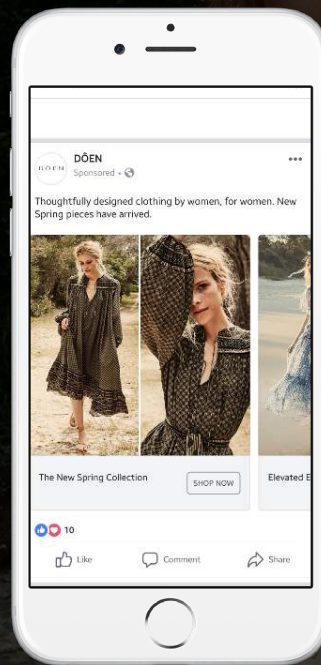 DÔEN
DÔEN
Sponsored •
Thoughtfully designed clothing by women, for women. New
Spring pieces have arrived.
The New Spring Collection
SHOP NOW
Elevated E
10
Like
Comment
Share